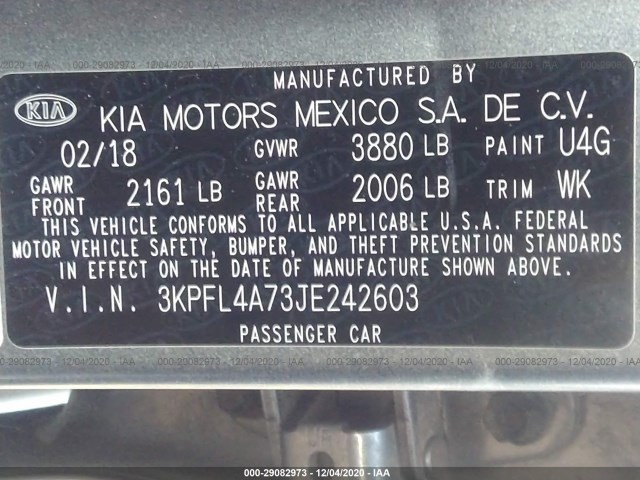 MANUFACTURED BY
KIA KIA MOTORS MEXICO S.A. DE C.V.
02/18 GVWR 3880 LB PAINT U4G
GAWR FRONT 2161 LB GAWR REAR 2006 LB TRIM WK
THIS VEHICLE CONFORMS TO ALL APPLICABLE U.S.A. FEDERAL
MOTOR VEHICLE SAFETY, BUMPER, AND THEFT PREVENTION STANDARDS
IN EFFECT ON THE DATE OF MANUFACTURE SHOWN ABOVE.
V.I.N. 3KPFL4A73JE242603
PASSENGER CAR
000-29082973 - 12/04/2020 - IAA